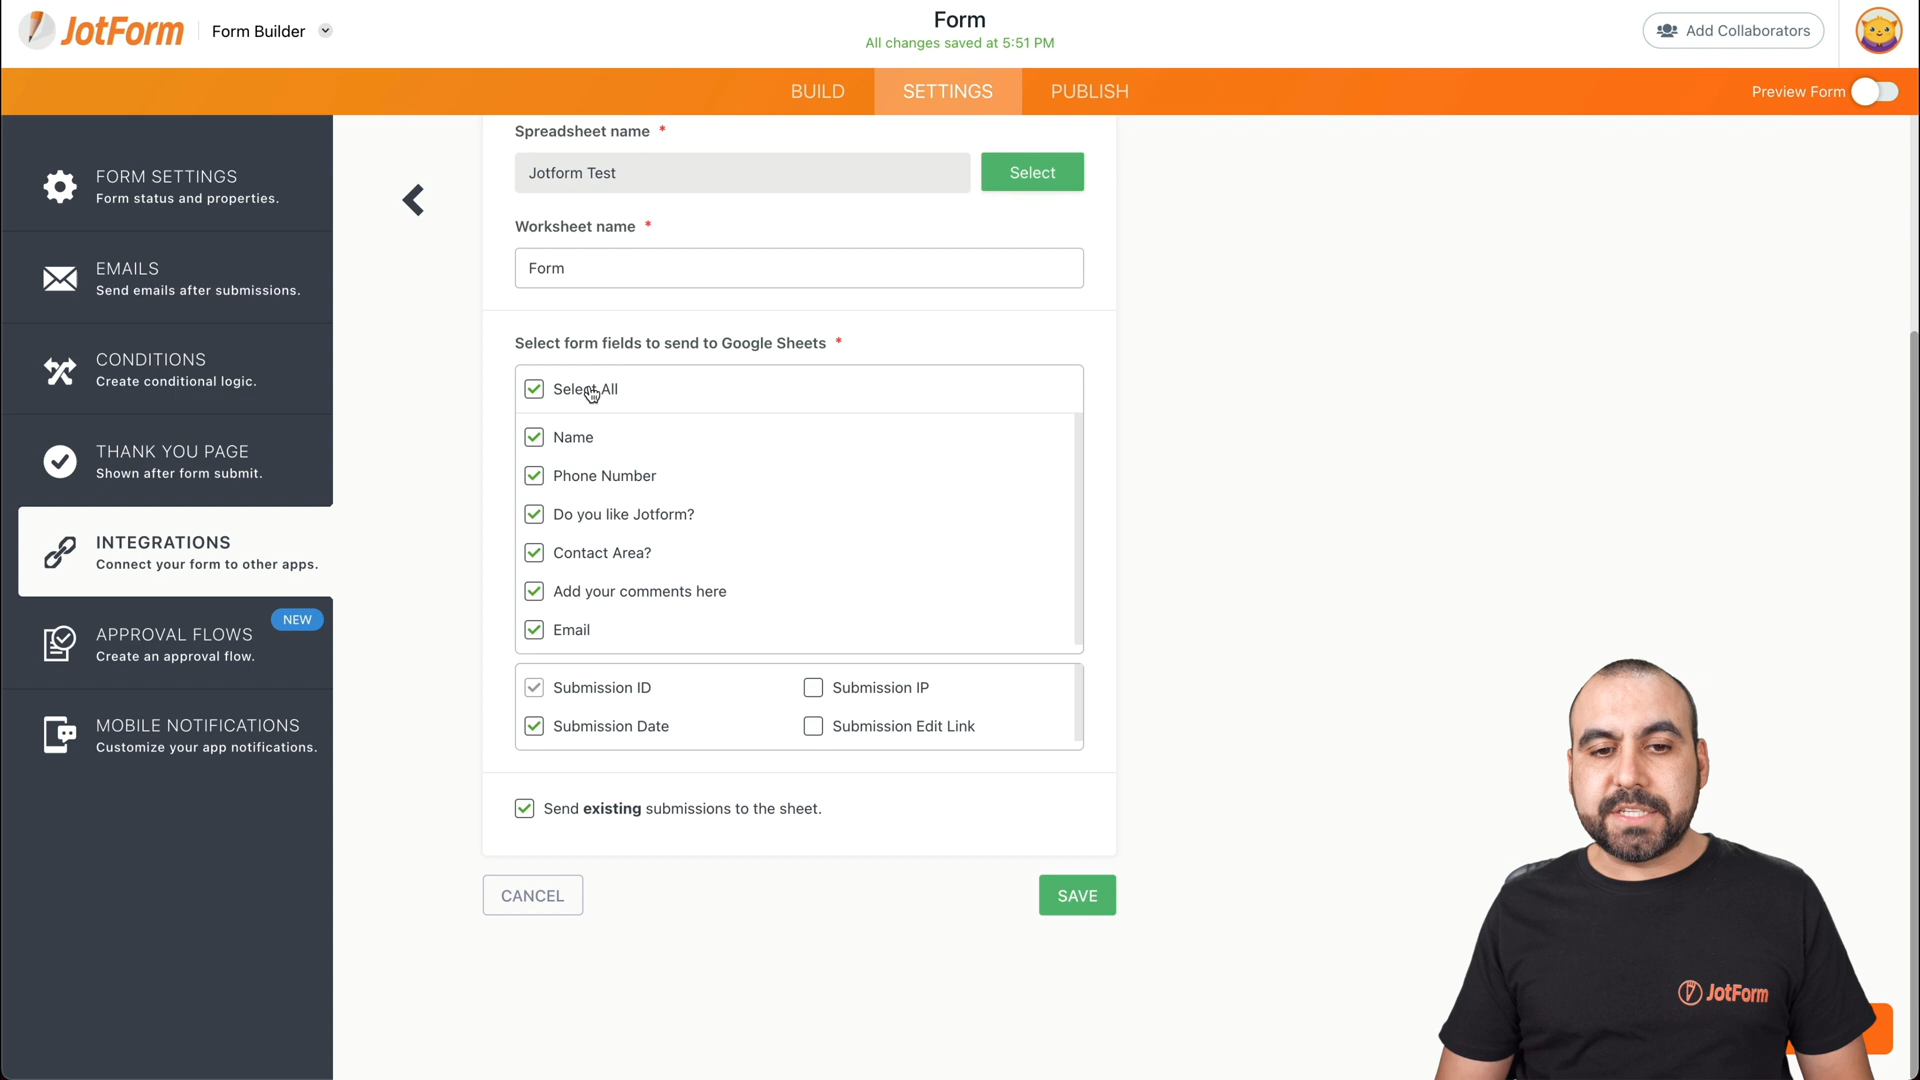 JotForm
Form Builder
Form
All changes saved at 5:51 PM
Add Collaborators
BUILD
SETTINGS
PUBLISH
Preview Form
FORM SETTINGS
Form status and properties.
EMAILS
Send emails after submissions.
CONDITIONS
Create conditional logic.
THANK YOU PAGE
Shown after form submit.
INTEGRATIONS
Connect your form to other apps.
NEW
APPROVAL FLOWS
Create an approval flow.
MOBILE NOTIFICATIONS
Customize your app notifications.
Spreadsheet name *
Jotform Test
Select
Worksheet name *
Form
Select form fields to send to Google Sheets *
Select All
Name
Phone Number
Do you like Jotform?
Contact Area?
Add your comments here
Email
Submission ID
Submission IP
Submission Date
Submission Edit Link
Send existing submissions to the sheet.
CANCEL
SAVE
JotForm